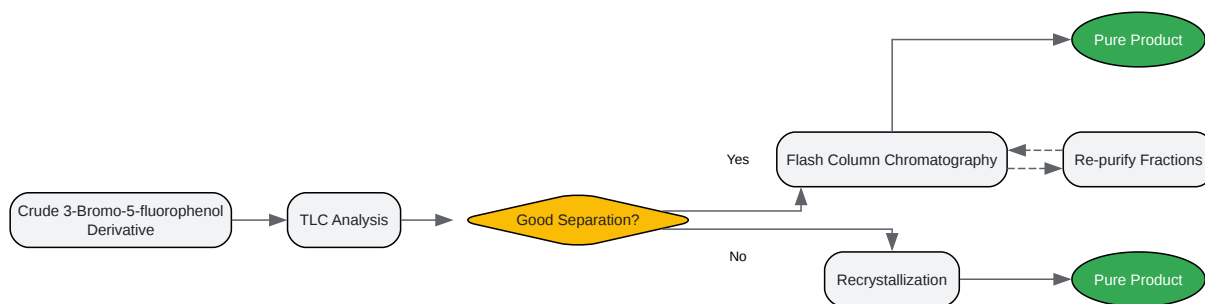 Crude 3-Bromo-5-fluorophenol
Derivative
TLC Analysis
Good Separation?
Yes
Flash Column Chromatography
Re-purify Fractions
Pure Product
No
Recrystallization
Pure Product